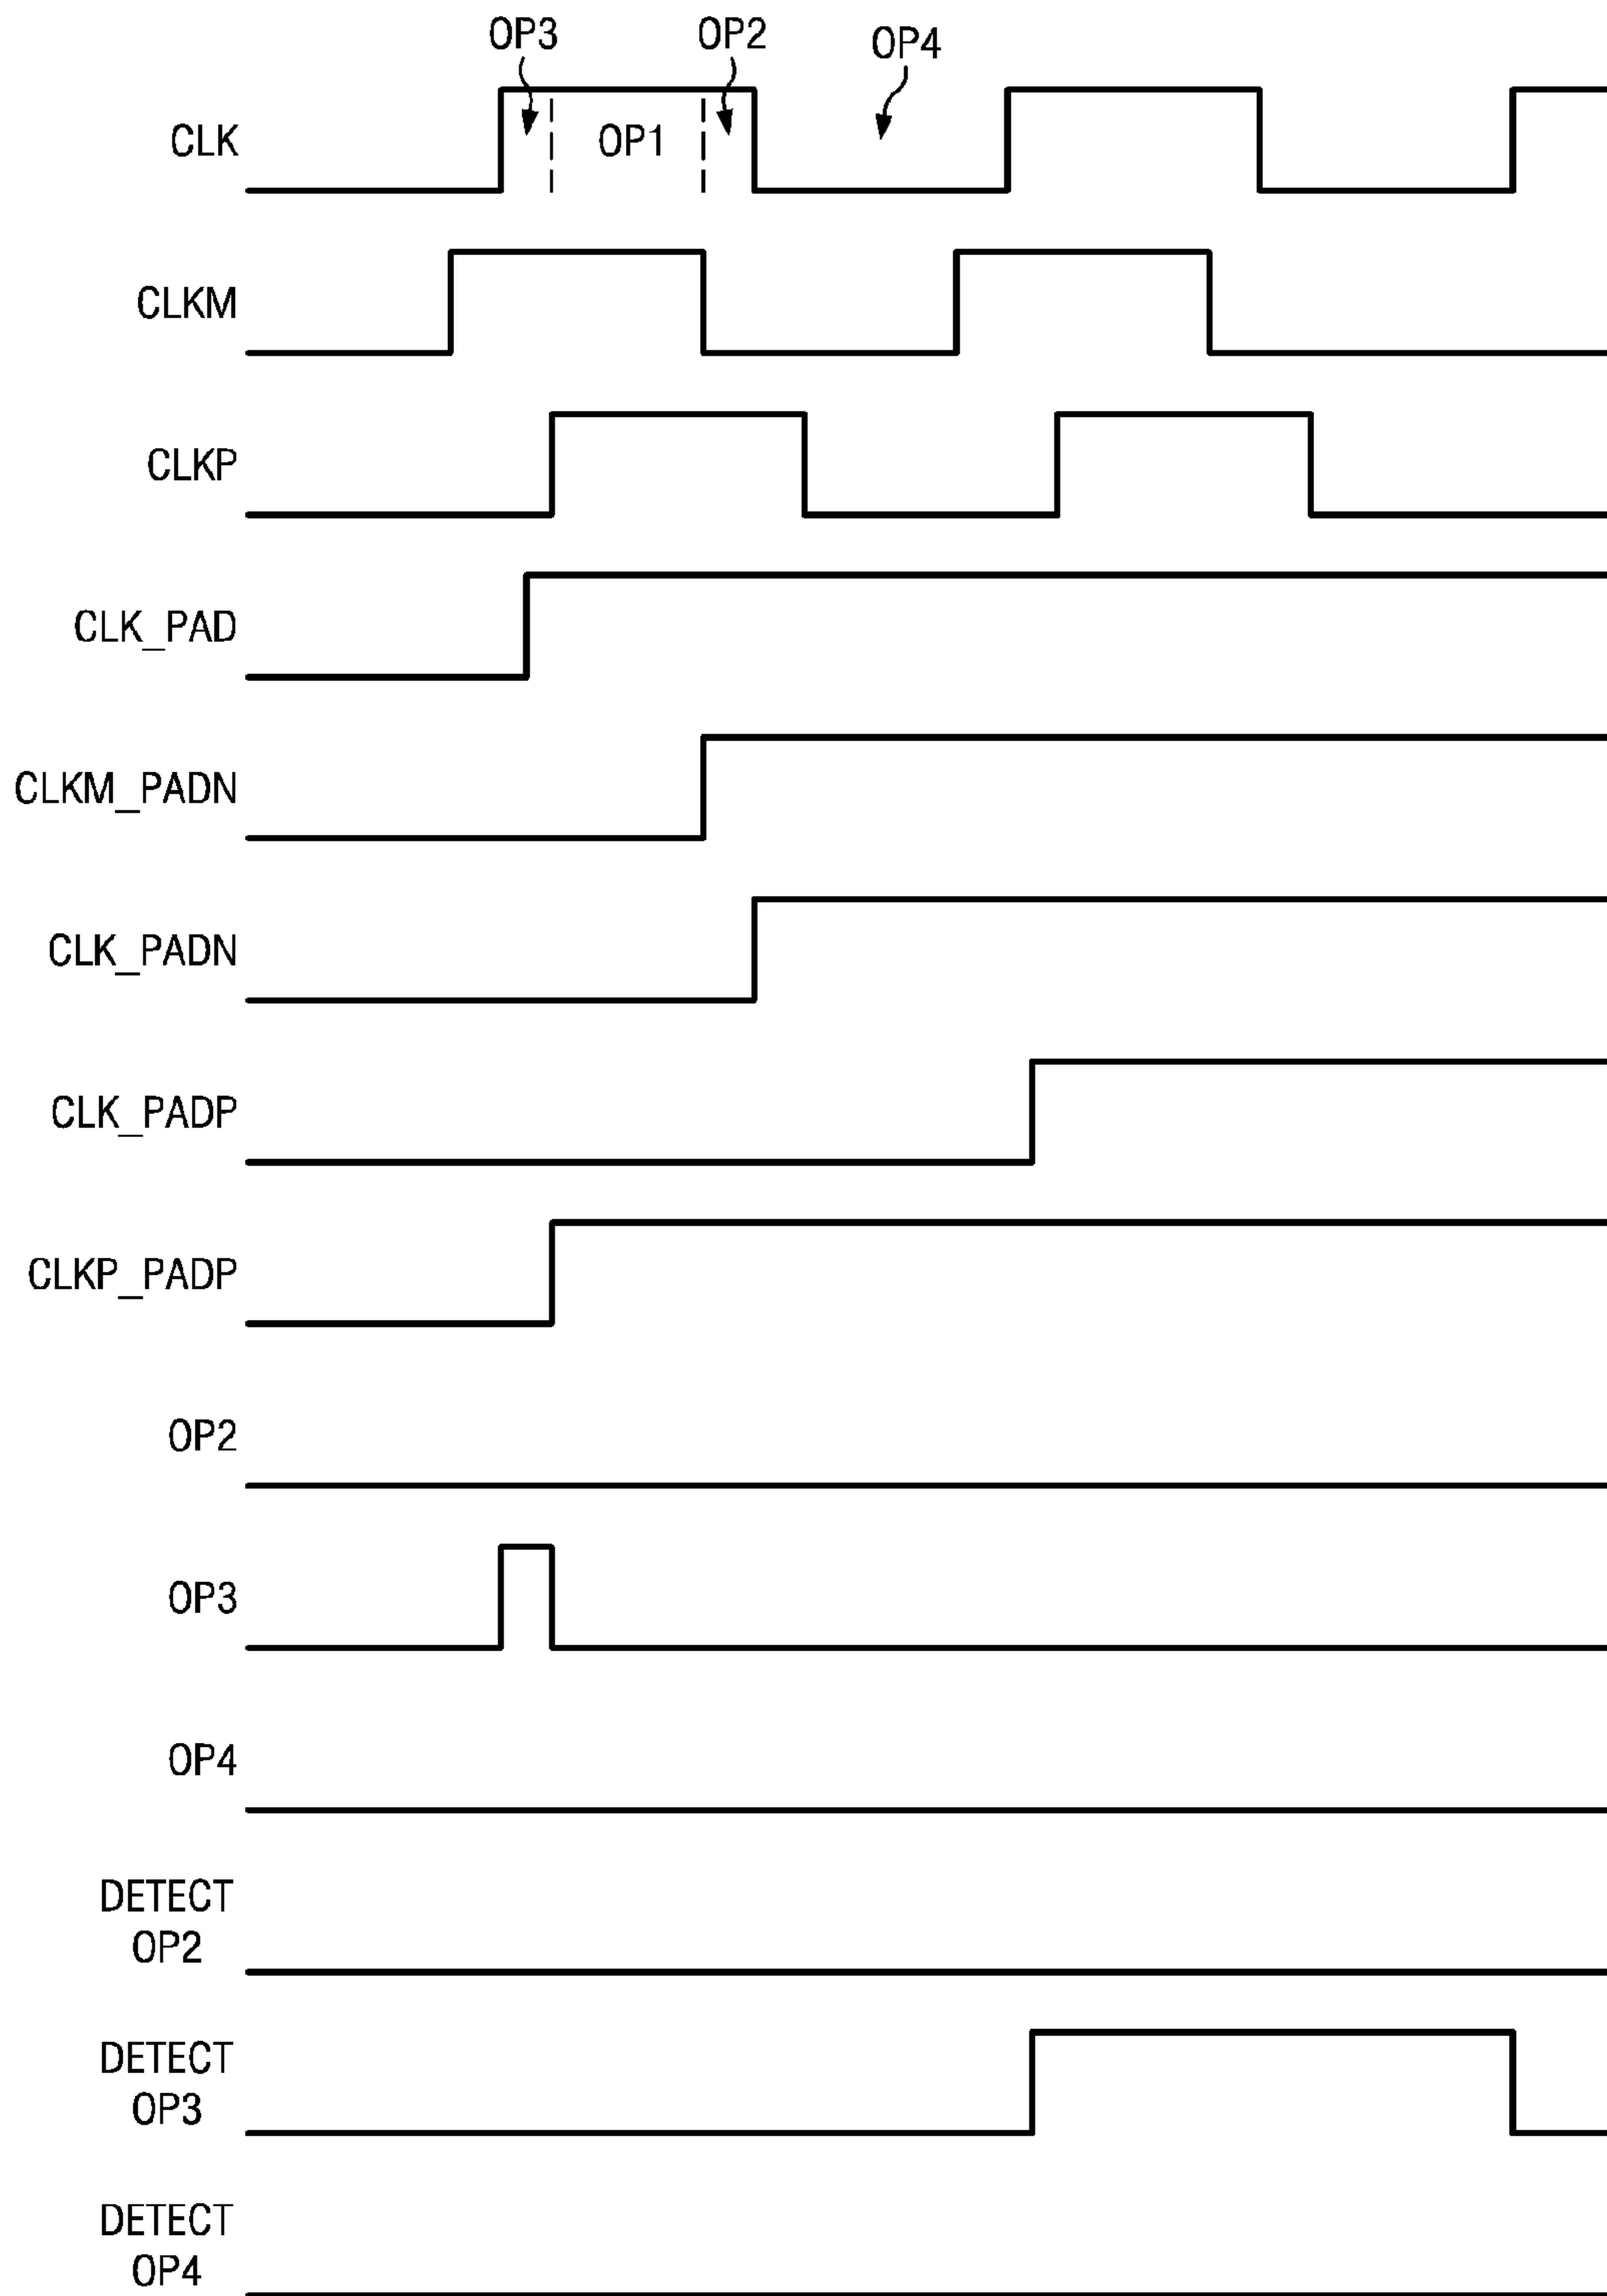 OP3
OP2
OP4
CLK
OP1
CLKM
CLKP
CLK_PAD
CLKM_PADN
CLK_PADN
CLK_PADP
CLKP_PADP
OP2
OP3
OP4
DETECT
OP2
DETECT
OP3
DETECT
OP4